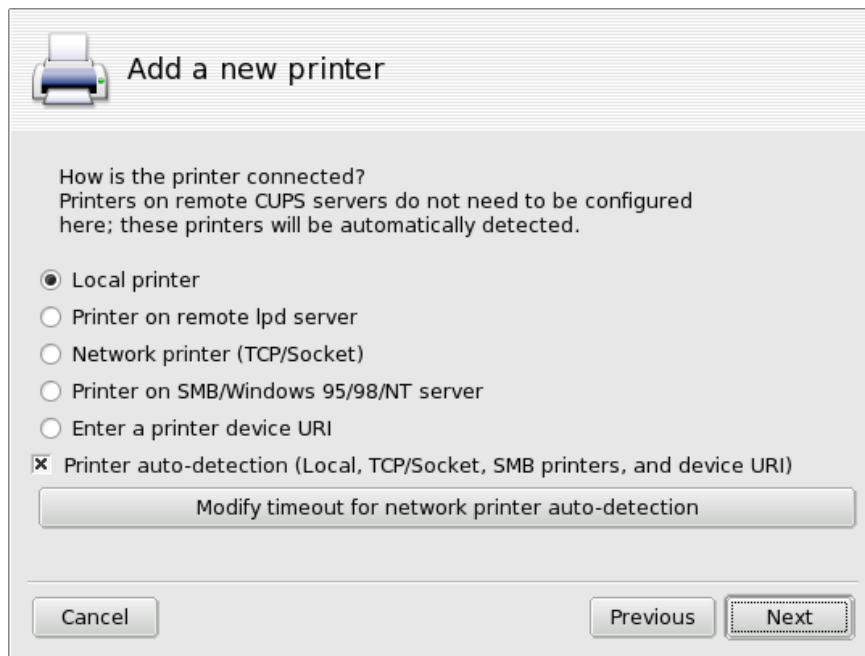 Add a new printer
How is the printer connected?
Printers on remote CUPS servers do not need to be configured
here; these printers will be automatically detected.
Local printer
Printer on remote lpd server
Network printer (TCP/Socket)
Printer on SMB/Windows 95/98/NT server
Enter a printer device URI
Printer auto-detection (Local, TCP/Socket, SMB printers, and device URI)
Modify timeout for network printer auto-detection
Cancel
Previous
Next